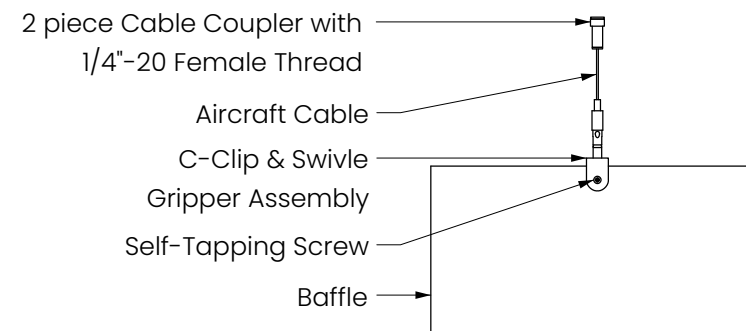 2 piece Cable Coupler with
1/4"-20 Female Thread
Aircraft Cable
C-Clip & Swivle
Gripper Assembly
Self-Tapping Screw
Baffle